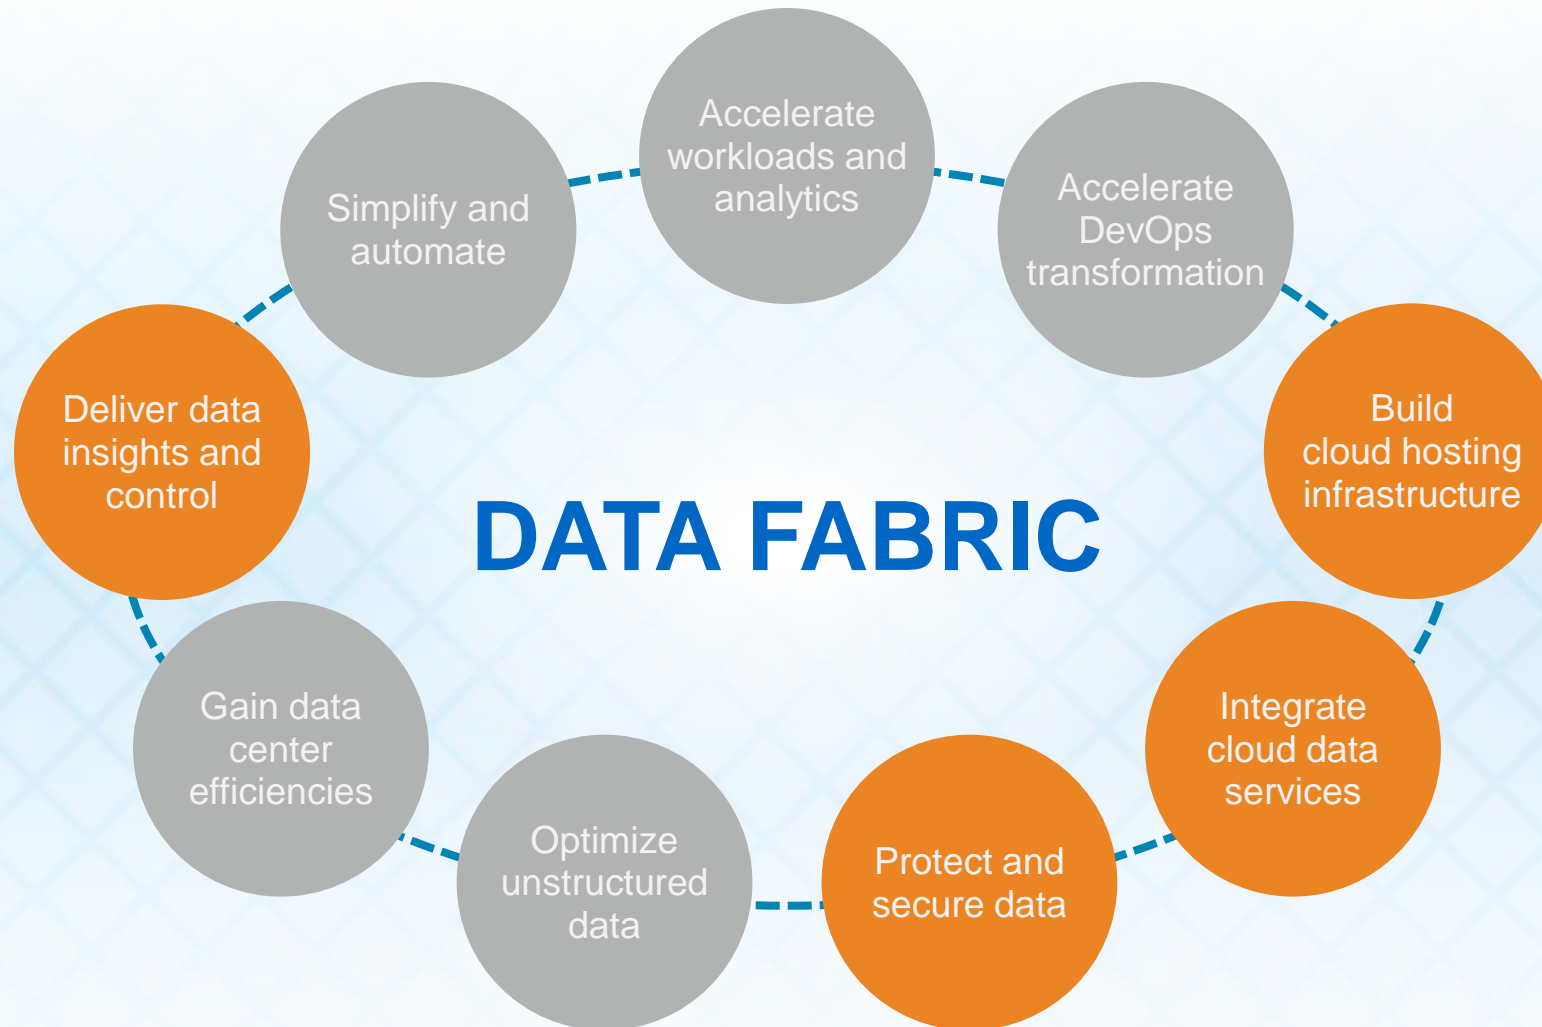 Accelerate
workloads and
analytics
Simplify and
automate
Accelerate
DevOps
transformation
Deliver data
insights and
control
Build
cloud hosting
infrastructure
DATA FABRIC
Gain data
center
efficiencies
Integrate
cloud data
services
Optimize
unstructured
data
Protect and
secure data